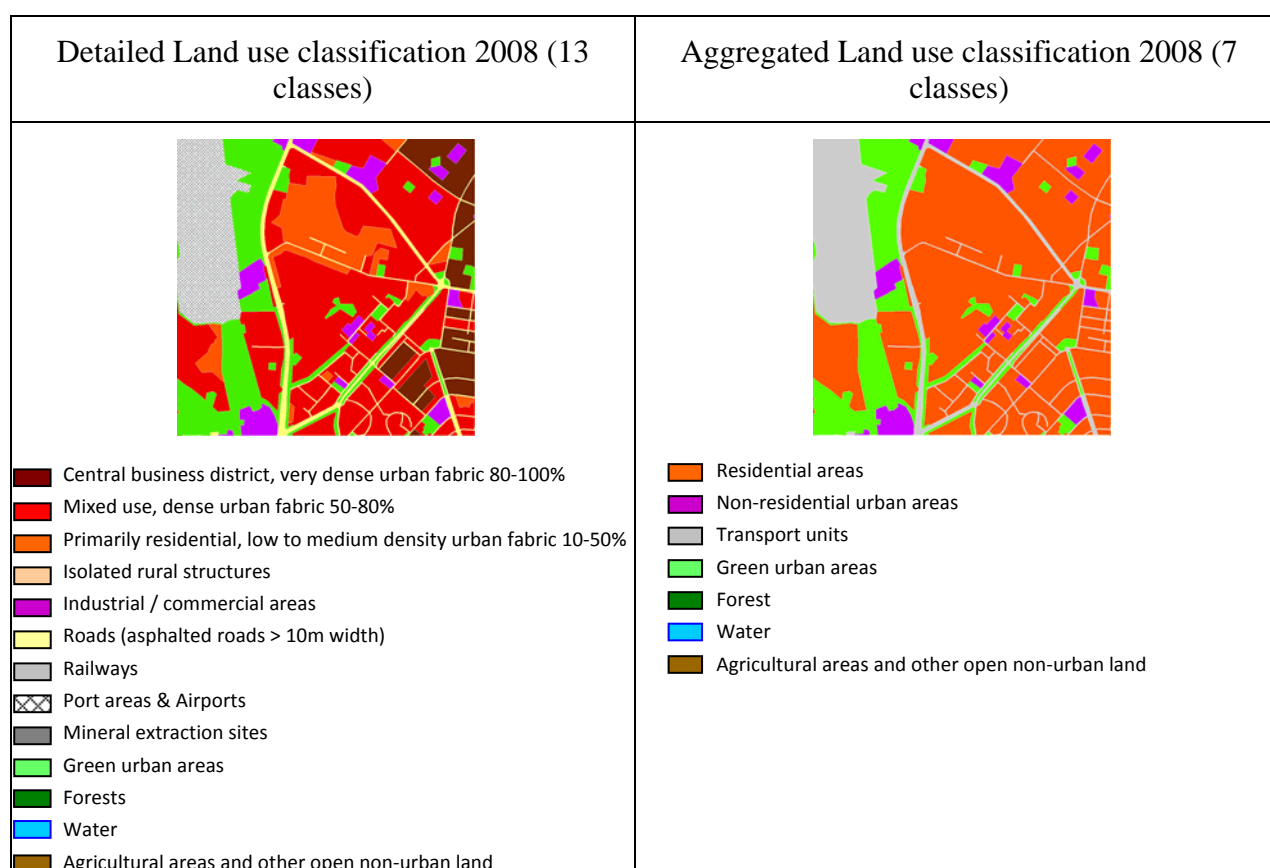 Detailed Land use classification 2008 (13
classes)
Aggregated Land use classification 2008 (7
classes)
Central business district, very dense urban fabric 80-100%
Mixed use, dense urban fabric 50-80%
Primarily residential, low to medium density urban fabric 10-50%
Isolated rural structures
Industrial / commercial areas
Roads (asphalted roads > 10m width)
Railways
Port areas & Airports
Mineral extraction sites
Green urban areas
Forests
Water
Agricultural areas and other open non-urban land
Residential areas
Non-residential urban areas
Transport units
Green urban areas
Forest
Water
Agricultural areas and other open non-urban land